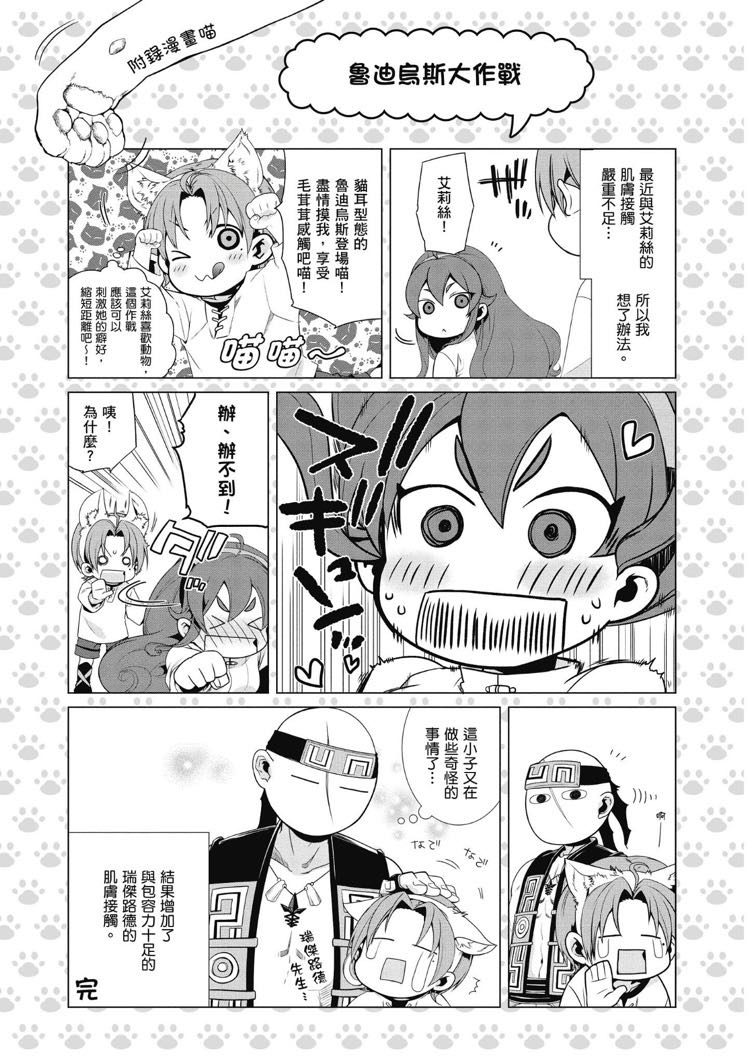 附錄漫畫喵
魯迪烏斯大作戰
最近與艾莉絲的
肌膚接觸
嚴重不足…
所以我
想了辦法。
艾莉絲！
貓耳型態的
魯迪烏斯登場喵！
盡情摸我，享受
毛茸茸感觸吧喵！
喵喵～
艾莉絲喜歡動物，
這個作戰
應該可以
刺激她的癖好，
縮短距離吧～！
マギュン!!
辦、辦不到！
ダッ
咦！
為什麼？
啊
這小子又在
做些奇怪的
事情了…
なで
なで
瑞傑路德
先生…
結果增加了
與包容力十足的
瑞傑路德的
肌膚接觸。
完